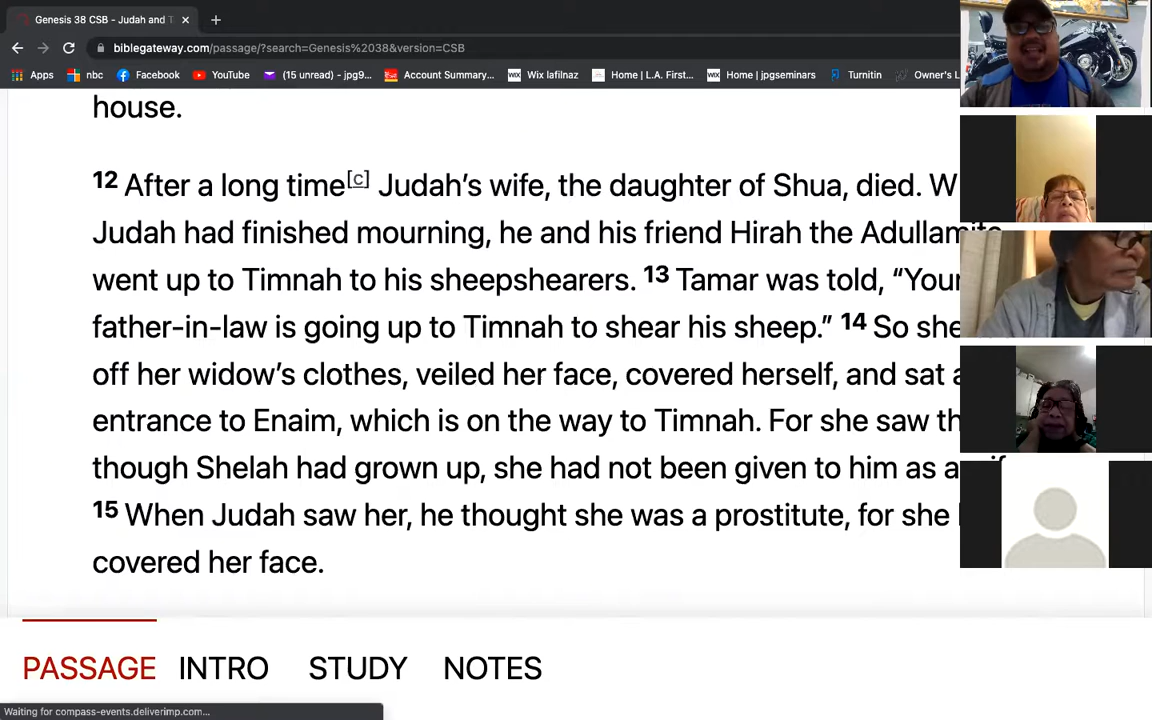 Genesis 38 CSB - Judah and T
biblegateway.com/passage/?search=Genesis%2038&version=CSB
Apps nbc Facebook YouTube (15 unread) - jpg9... Account Summary... Wix lafilnaz Home | L.A. First... Home | jpgseminars Turnitin Owner's L
house.
12 After a long time[c] Judah’s wife, the daughter of Shua, died.
Judah had finished mourning, he and his friend Hirah the Adullamite
went up to Timnah to his sheepshearers. 13 Tamar was told, “Your
father-in-law is going up to Timnah to shear his sheep.” 14 So she
off her widow’s clothes, veiled her face, covered herself, and sat
entrance to Enaim, which is on the way to Timnah. For she saw
though Shelah had grown up, she had not been given to him as a
15 When Judah saw her, he thought she was a prostitute, for she
covered her face.
PASSAGE INTRO STUDY NOTES
Waiting for compass-events.deliverimp.com...